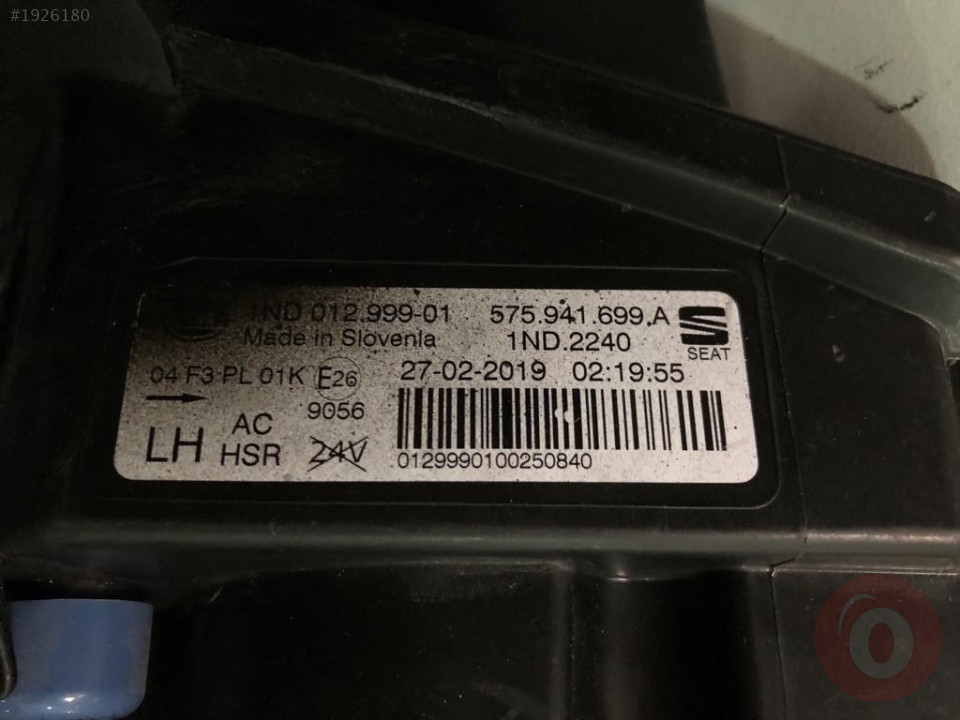 #1926180
1ND 012.999-01 575.941.699.A
Made in Slovenia 1ND.2240
SEAT
04 F3 PL 01K E26 27-02-2019 02:19:55
9056
LH AC
HSR 24V
0129990100250840
O